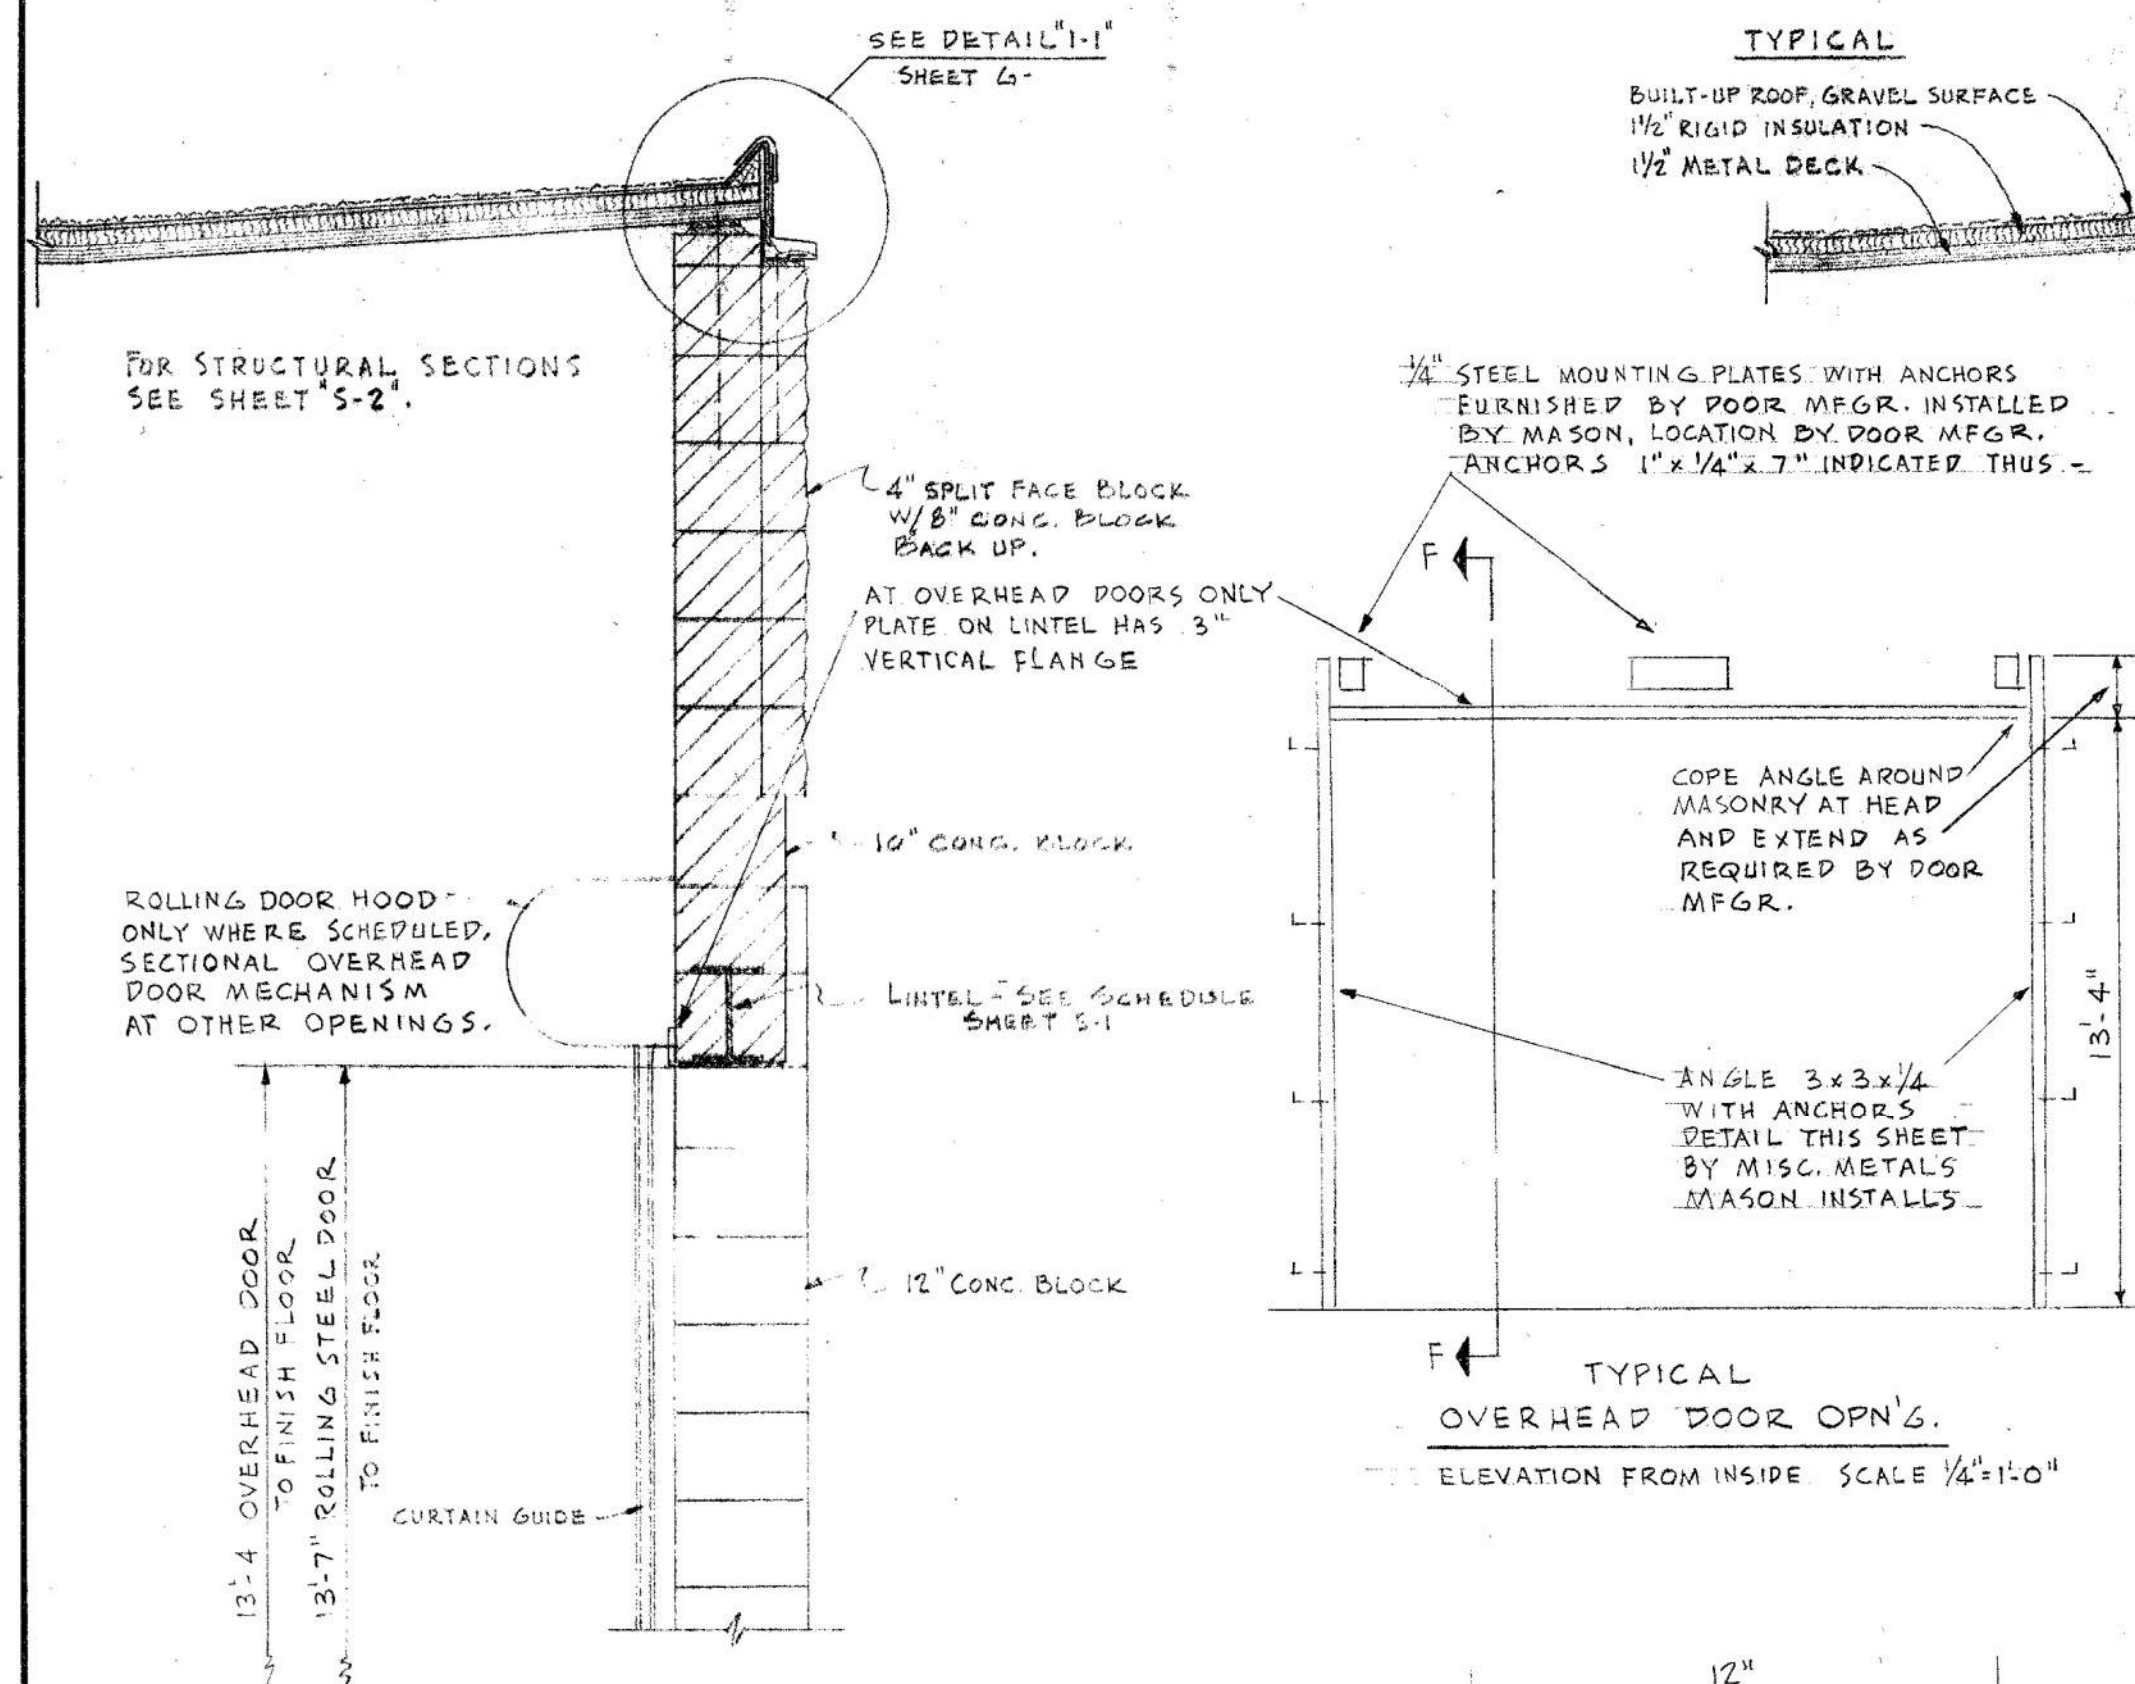 SEE DETAIL "1-1"
SHEET 6-
TYPICAL
BUILT-UP ROOF, GRAVEL SURFACE
1 1/2" RIGID INSULATION
1 1/2" METAL DECK
FOR STRUCTURAL SECTIONS
SEE SHEET "S-2".
1/4" STEEL MOUNTING PLATES WITH ANCHORS
FURNISHED BY DOOR MFGR. INSTALLED
BY MASON, LOCATION BY DOOR MFGR.
ANCHORS 1" x 1/4" x 7" INDICATED THUS -
4" SPLIT FACE BLOCK
W/8" CONC. BLOCK
BACK UP.
AT OVERHEAD DOORS ONLY
PLATE ON LINTEL HAS 3"
VERTICAL FLANGE
F
COPE ANGLE AROUND
MASONRY AT HEAD
AND EXTEND AS
REQUIRED BY DOOR
MFGR.
10" CONC. BLOCK
ROLLING DOOR HOOD -
ONLY WHERE SCHEDULED,
SECTIONAL OVERHEAD
DOOR MECHANISM
AT OTHER OPENINGS.
LINTEL - SEE SCHEDULE
SHEET S-1
13'-4"
ANGLE 3 x 3 x 1/4
WITH ANCHORS
DETAIL THIS SHEET
BY MISC. METALS
MASON INSTALLS
12" CONC. BLOCK
13'-4 OVERHEAD DOOR
TO FINISH FLOOR
13'-7" ROLLING STEEL DOOR
TO FINISH FLOOR
CURTAIN GUIDE
F
TYPICAL
OVERHEAD DOOR OPN'G.
ELEVATION FROM INSIDE SCALE 1/4"=1'-0"
12"